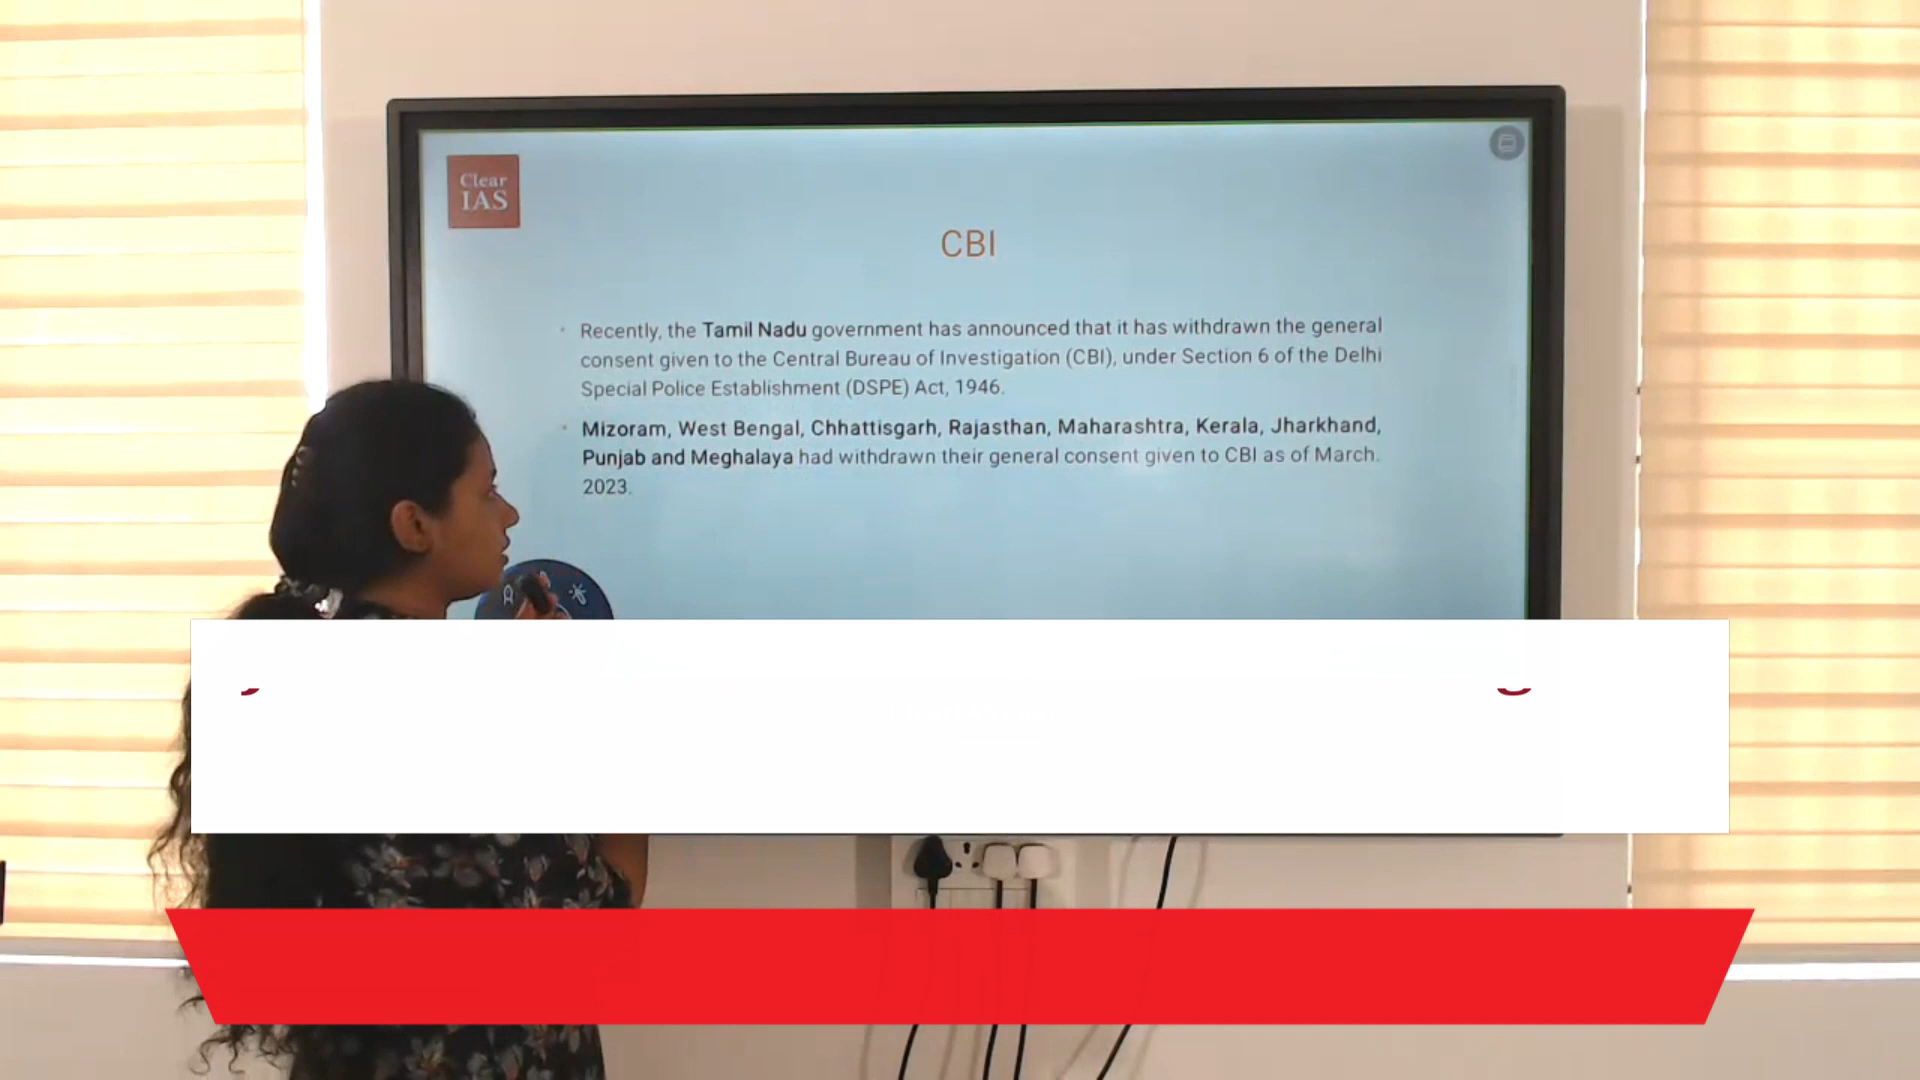 Clear
IAS
CBI
Recently, the Tamil Nadu government has announced that it has withdrawn the general
consent given to the Central Bureau of Investigation (CBI), under Section 6 of the Delhi
Special Police Establishment (DSPE) Act, 1946.
Mizoram, West Bengal, Chhattisgarh, Rajasthan, Maharashtra, Kerala, Jharkhand,
Punjab and Meghalaya had withdrawn their general consent given to CBI as of March.
2023.